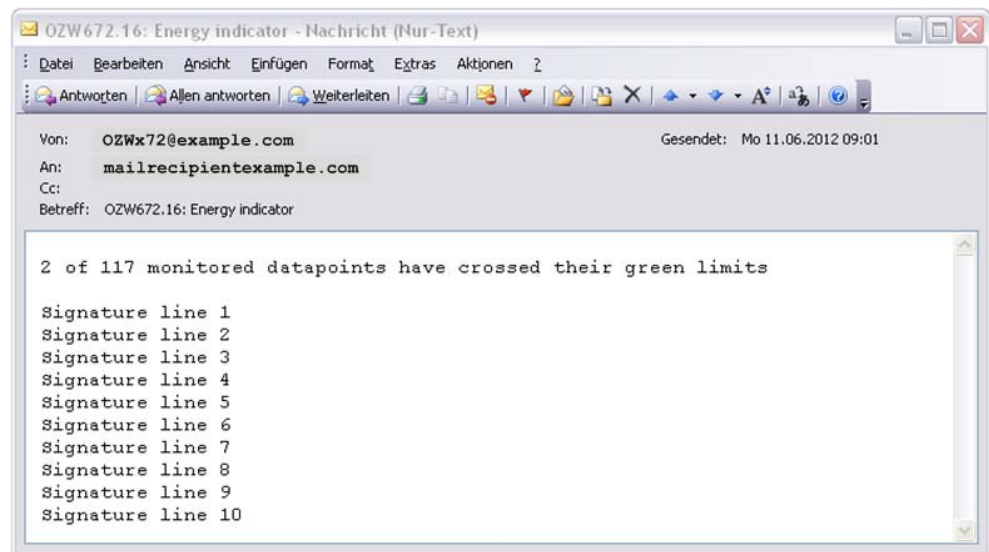 OZW672.16: Energy indicator - Nachricht (Nur-Text)
Datei Bearbeiten Ansicht Einfügen Format Extras Aktionen ?
Antworten Allen antworten Weiterleiten
Von: OZWx72@example.com Gesendet: Mo 11.06.2012 09:01
An: mailrecipientexample.com
Cc:
Betreff: OZW672.16: Energy indicator
2 of 117 monitored datapoints have crossed their green limits
Signature line 1
Signature line 2
Signature line 3
Signature line 4
Signature line 5
Signature line 6
Signature line 7
Signature line 8
Signature line 9
Signature line 10